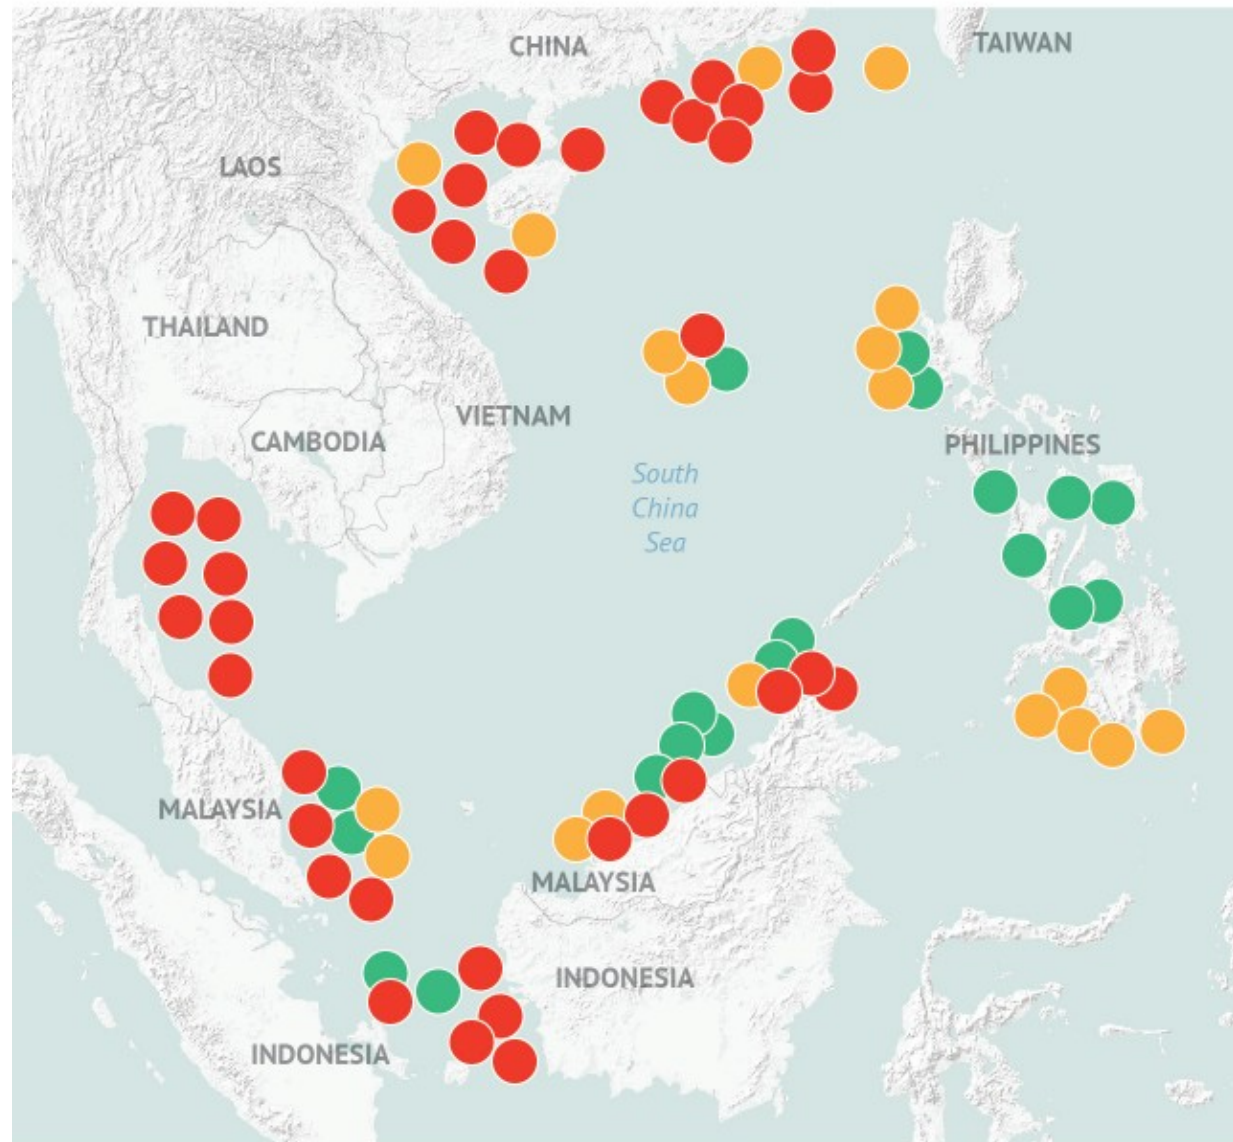 CHINA
TAIWAN
LAOS
THAILAND
VIETNAM
CAMBODIA
PHILIPPINES
South
China
Sea
MALAYSIA
MALAYSIA
INDONESIA
INDONESIA